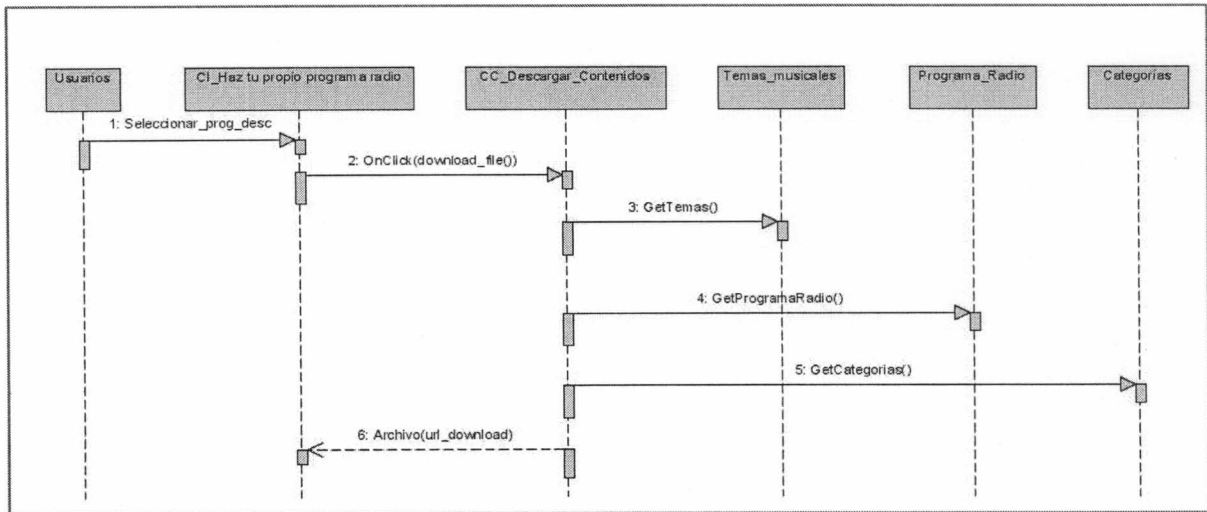 Usuarios
CI_Haz tu propio programa radio
CC_Descargar_Contenidos
Temas_musicales
Programa_Radio
Categorias
1: Seleccionar_prog_desc
2: OnClick(download_file())
3: GetTemas()
4: GetProgramaRadio()
5: GetCategorias()
6: Archivo(url_download)